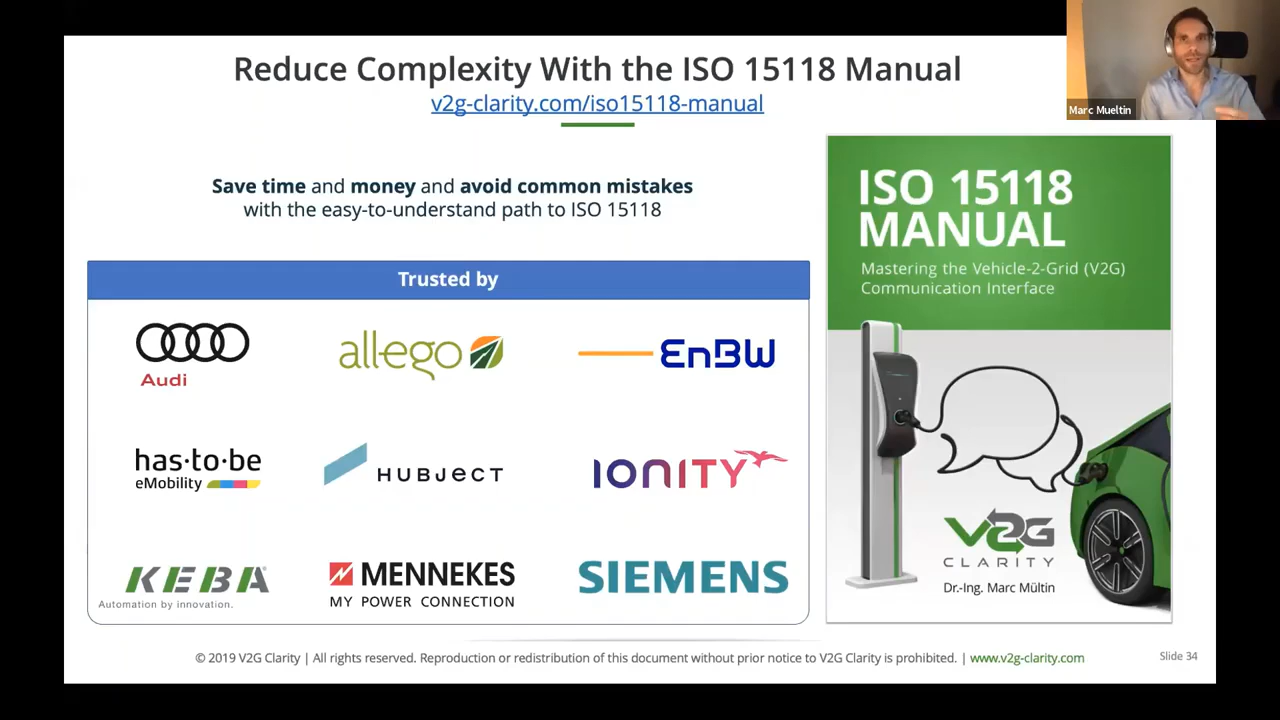 Reduce Complexity With the ISO 15118 Manual
v2g-clarity.com/iso15118-manual
Marc Mueltin
Save time and money and avoid common mistakes
with the easy-to-understand path to ISO 15118
Trusted by
Audi
allego
EnBW
has·to·be
eMobility
HUBJECT
IONITY
KEBA®
Automation by innovation.
MENNEKES
MY POWER CONNECTION
SIEMENS
ISO 15118
MANUAL
Mastering the Vehicle-2-Grid (V2G)
Communication Interface
V2G
CLARITY
Dr.-Ing. Marc Mültin
© 2019 V2G Clarity | All rights reserved. Reproduction or redistribution of this document without prior notice to V2G Clarity is prohibited. | www.v2g-clarity.com
Slide 34